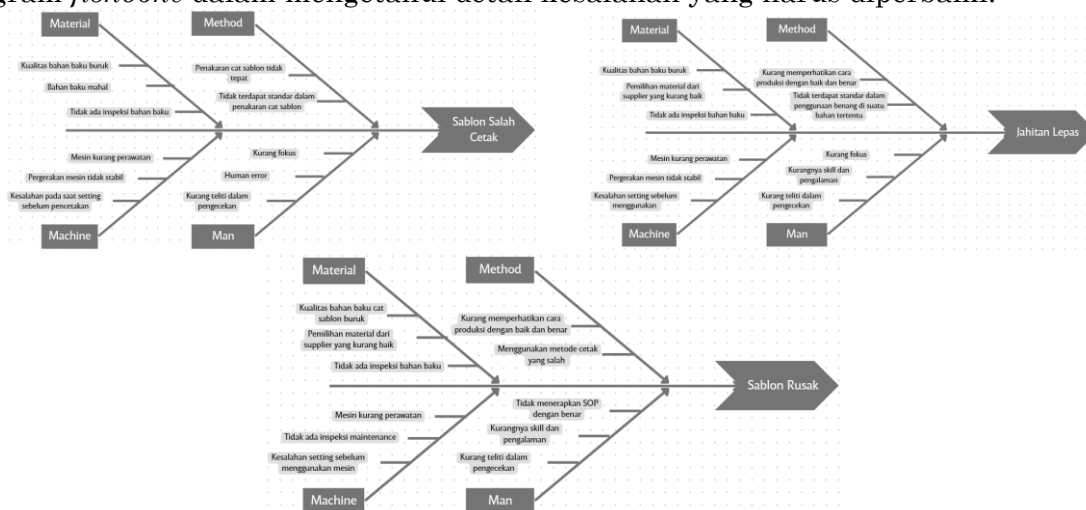 dalam mengetahui detail kesalahan yang harus diperbaiki.
Material
Method
Kualitas bahan baku buruk
Bahan baku mahal
Tidak ada inspeksi bahan baku
Penakaran cat sablon tidak
tepat
Tidak terdapat standar dalam
penakaran cat sablon
Sablon Salah
Cetak
Mesin kurang perawatan
Pergerakan mesin tidak stabil
Kesalahan pada saat setting
sebelum pencetakan
Kurang fokus
Human error
Kurang teliti dalam
pengecekan
Machine
Man
Material
Method
Kualitas bahan baku buruk
Pemilihan material dari
supplier yang kurang baik
Tidak ada inspeksi bahan baku
Kurang memperhatikan cara
produksi dengan baik dan benar
Tidak terdapat standar dalam
penggunaan benang di suatu
bahan tertentu
Jahitan Lepas
Mesin kurang perawatan
Pergerakan mesin tidak stabil
Kesalahan setting sebelum
menggunakan
Kurang fokus
Kurangnya skill dan
pengalaman
Kurang teliti dalam
pengecekan
Machine
Man
Material
Method
Kualitas bahan baku cat
sablon buruk
Pemilihan material dari
supplier yang kurang baik
Tidak ada inspeksi bahan baku
Kurang memperhatikan cara
produksi dengan baik dan benar
Menggunakan metode cetak
yang salah
Sablon Rusak
Mesin kurang perawatan
Tidak ada inspeksi maintenance
Kesalahan setting sebelum
menggunakan mesin
Tidak menerapkan SOP
dengan benar
Kurangnya skill dan
pengalaman
Kurang teliti dalam
pengecekan
Machine
Man